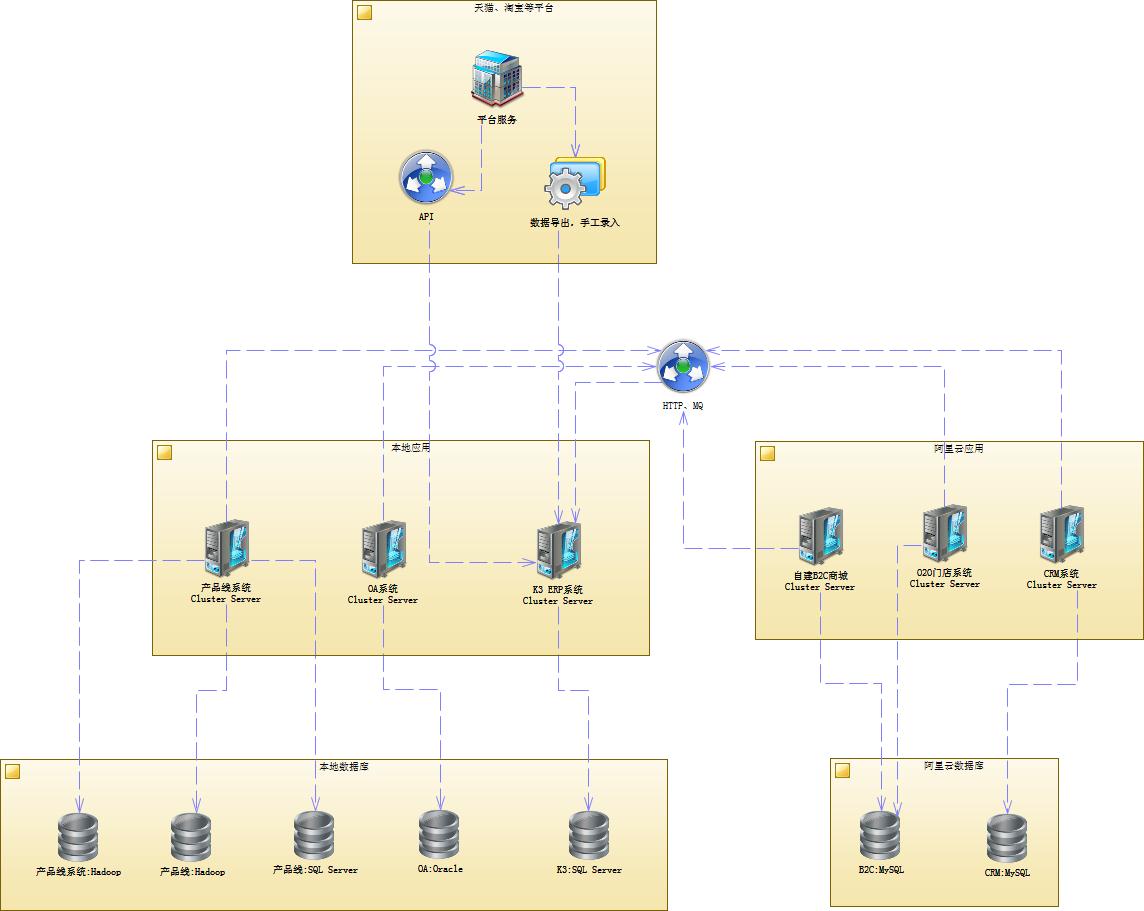 天猫、淘宝等平台
平台服务
API
数据导出，手工录入
HTTP、MQ
本地应用
产品线系统
Cluster Server
OA系统
Cluster Server
K3 ERP系统
Cluster Server
阿里云应用
自建B2C商城
Cluster Server
O2O门店系统
Cluster Server
CRM系统
Cluster Server
本地数据库
产品线系统:Hadoop
产品线:Hadoop
产品线:SQL Server
OA:Oracle
K3:SQL Server
阿里云数据库
B2C:MySQL
CRM:MySQL